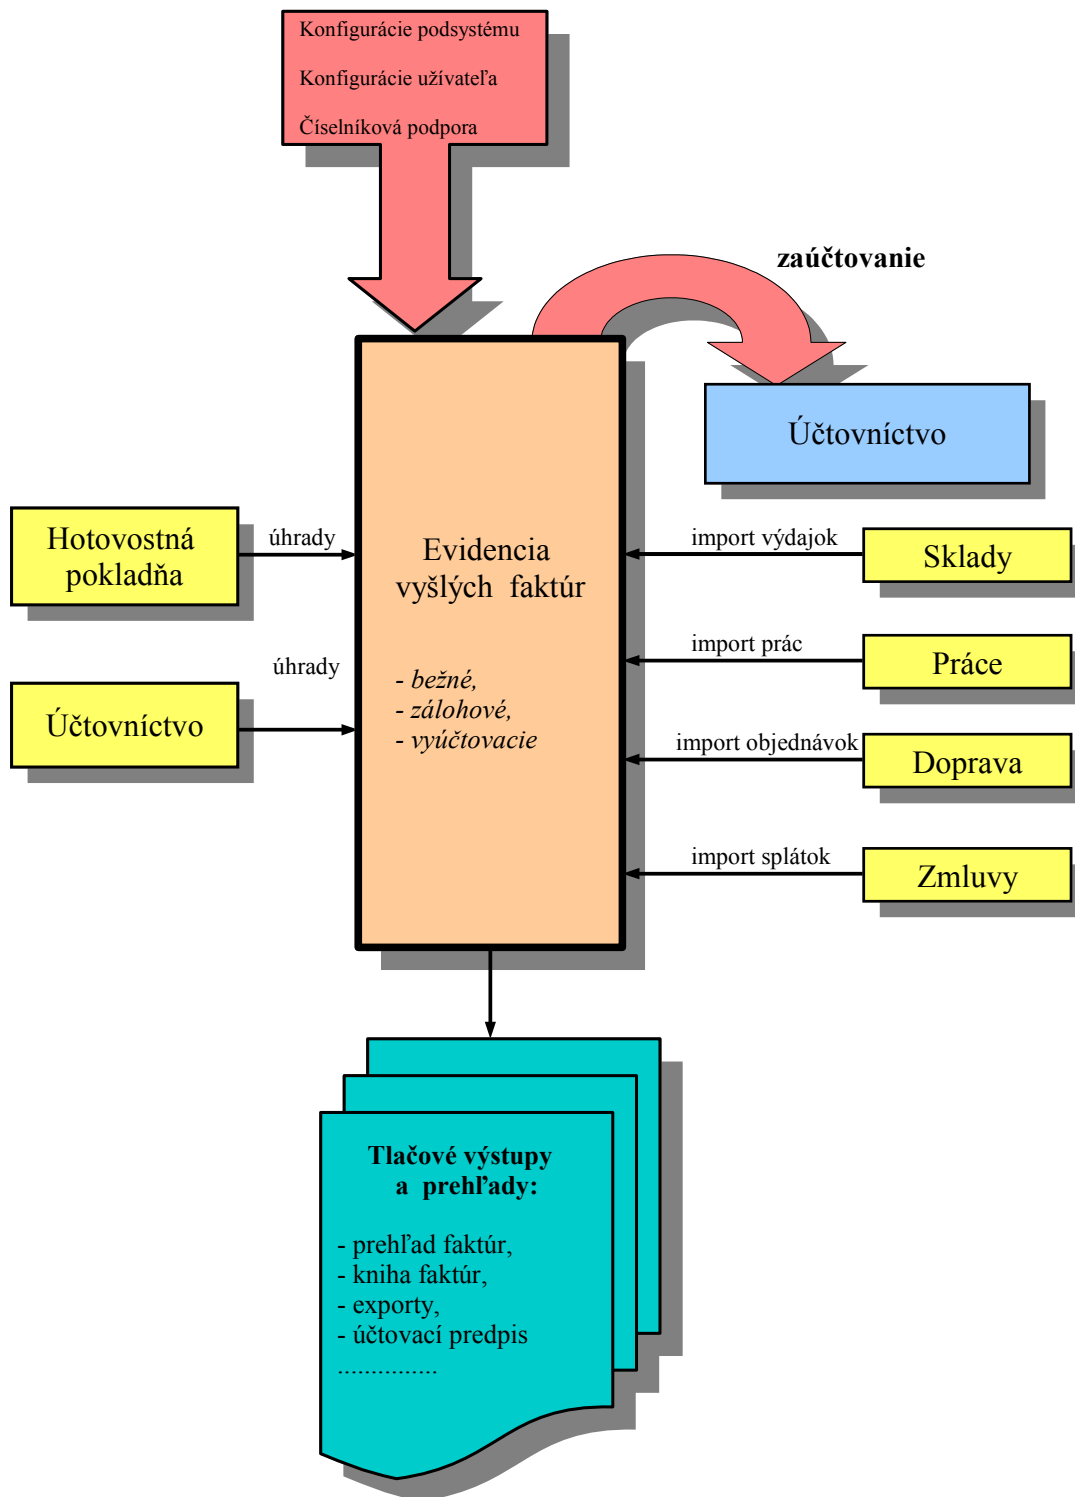 Konfigurácie podsystému
Konfigurácie užívateľa
Číselníková podpora
zaúčtovanie
Účtovníctvo
Hotovostná
pokladňa
úhrady
Účtovníctvo
úhrady
Evidencia
vyšlých faktúr
- bežné,
- zálohové,
- vyúčtovacie
import výdajok
Sklady
import prác
Práce
import objednávok
Doprava
import splátok
Zmluvy
Tlačové výstupy
a prehľady:
- prehľad faktúr,
- kniha faktúr,
- exporty,
- účtovací predpis
...............